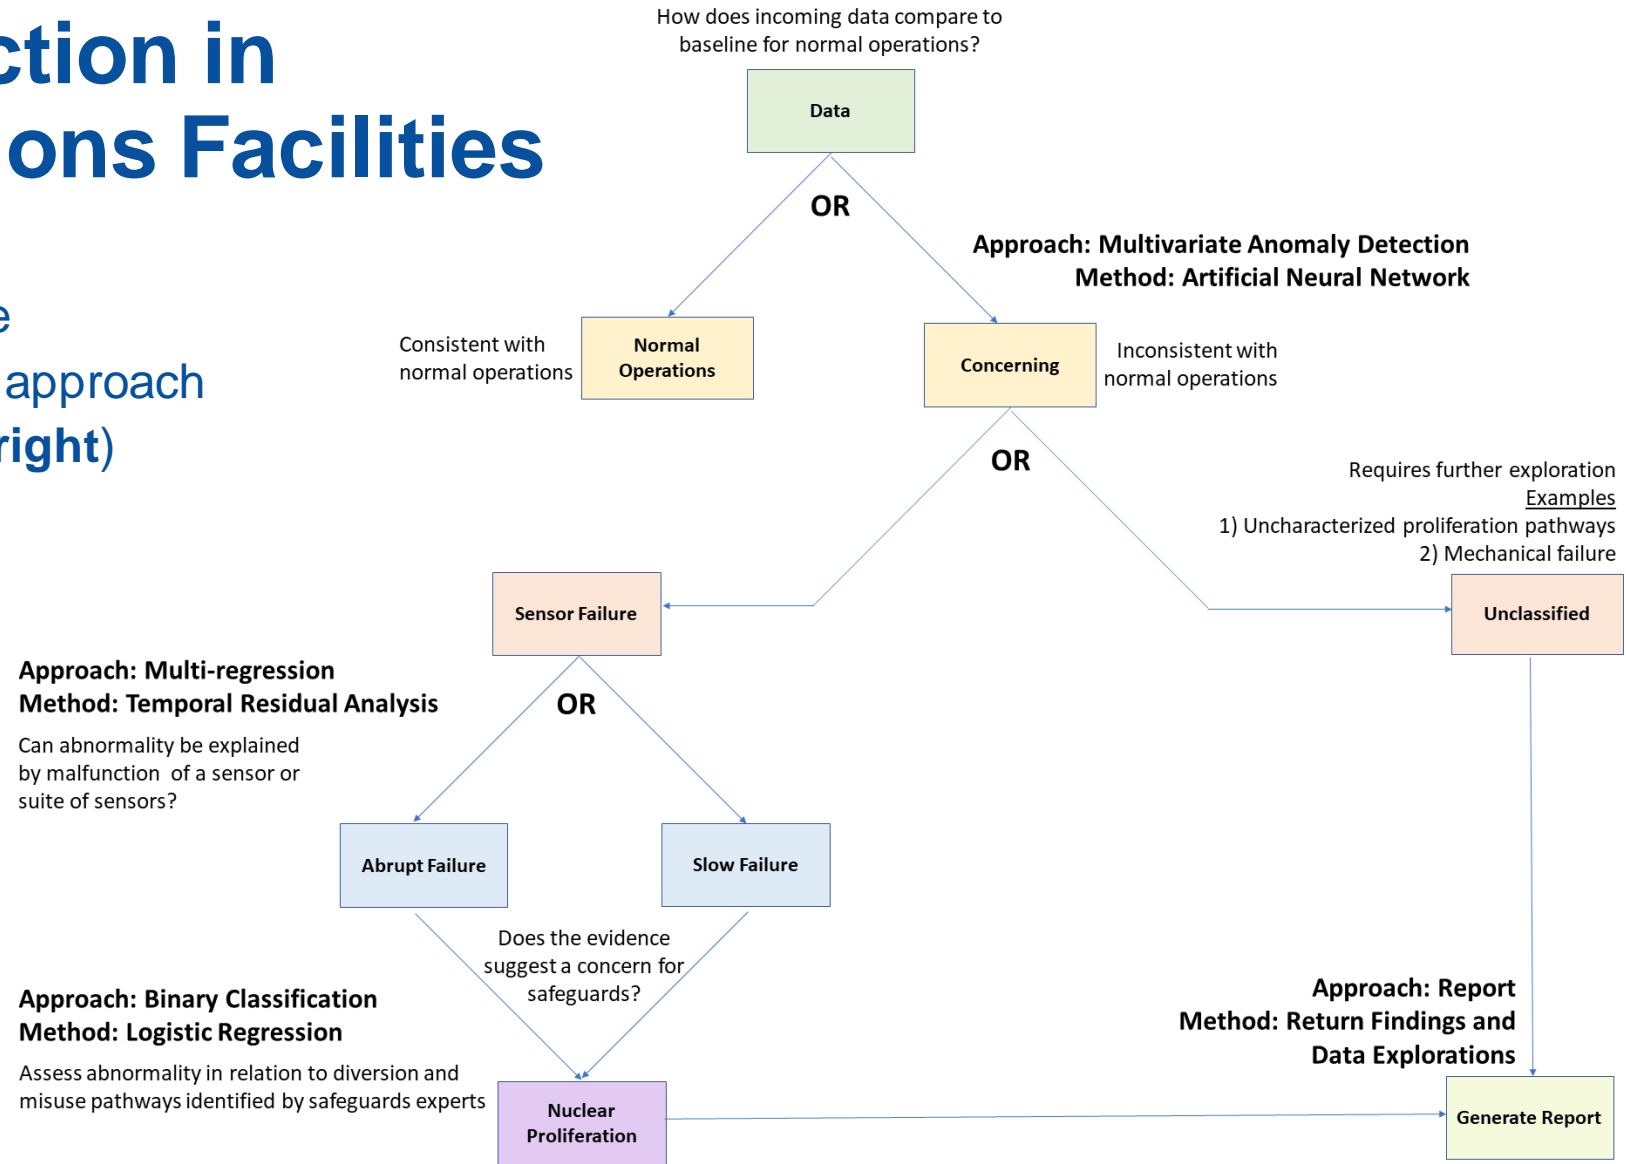 ction in
ons Facilities
e
approach
right)
How does incoming data compare to
baseline for normal operations?
Data
OR
Approach: Multivariate Anomaly Detection
Method: Artificial Neural Network
Consistent with
normal operations
Normal
Operations
Concerning
Inconsistent with
normal operations
OR
Requires further exploration
Examples
1) Uncharacterized proliferation pathways
2) Mechanical failure
Sensor Failure
Unclassified
Approach: Multi-regression
Method: Temporal Residual Analysis
OR
Can abnormality be explained
by malfunction of a sensor or
suite of sensors?
Abrupt Failure
Slow Failure
Does the evidence
suggest a concern for
safeguards?
Approach: Binary Classification
Method: Logistic Regression
Assess abnormality in relation to diversion and
misuse pathways identified by safeguards experts
Nuclear
Proliferation
Approach: Report
Method: Return Findings and
Data Explorations
Generate Report